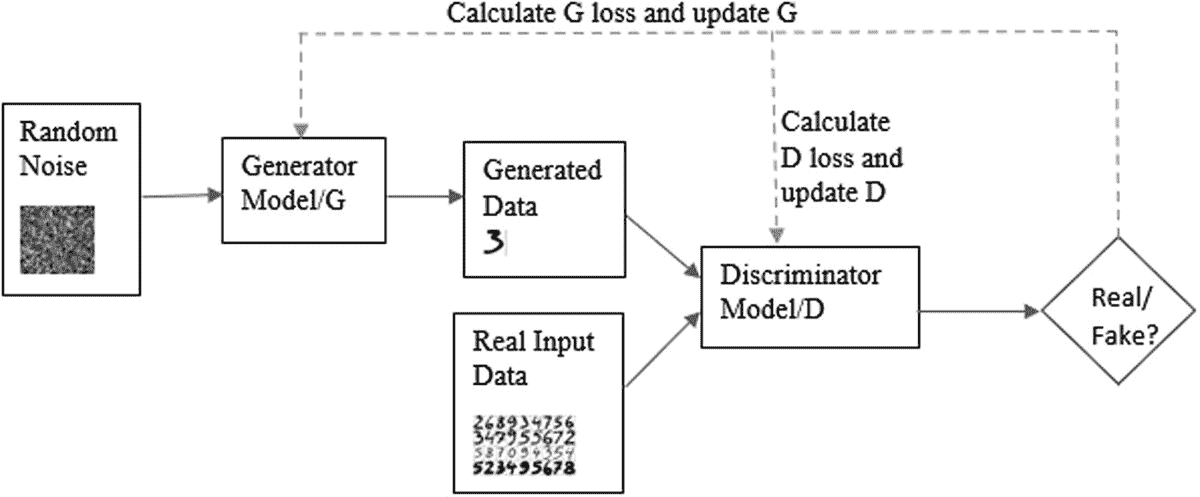 Calculate G loss and update G
Random
Noise
Generator
Model/G
Generated
Data
3
Calculate
D loss and
update D
Discriminator
Model/D
Real/
Fake?
Real Input
Data
268934756
347955672
587094354
523495678